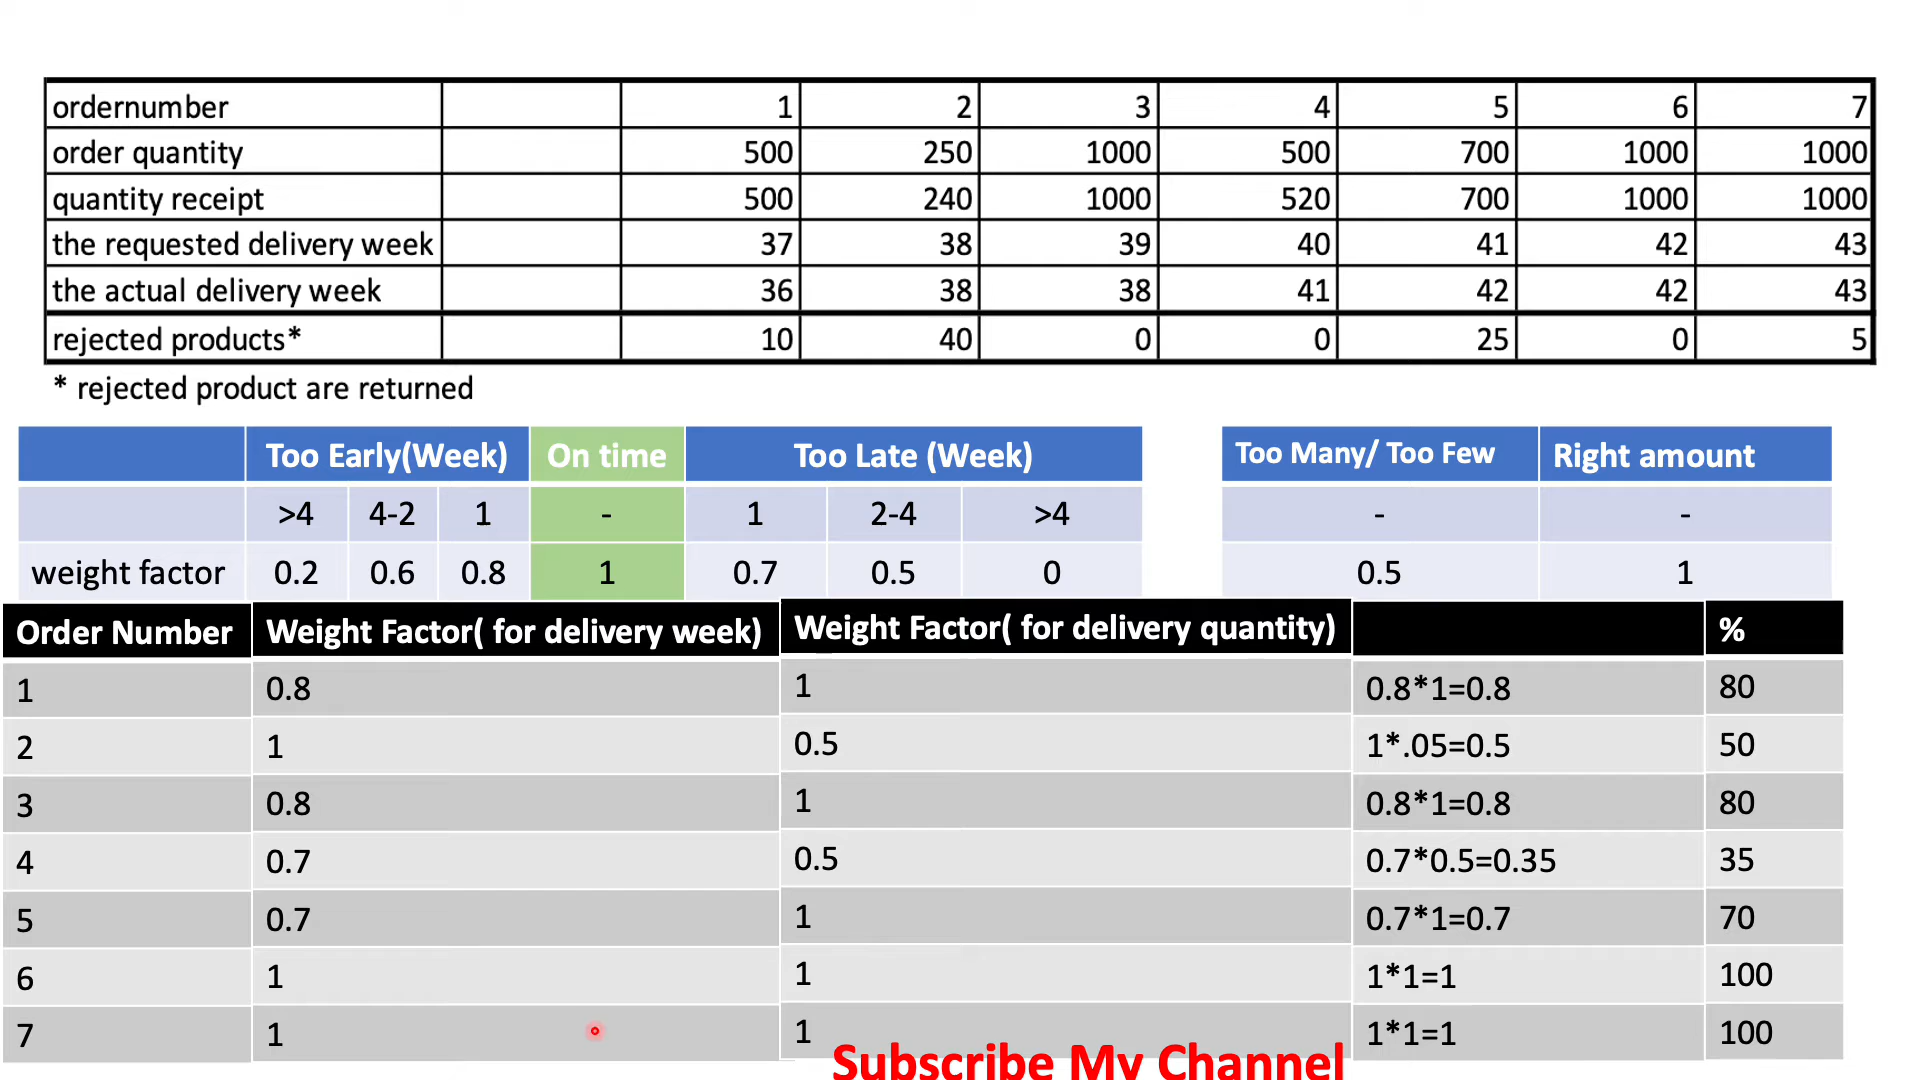 ordernumber 1 2 3 4 5 6 7
order quantity 500 250 1000 500 700 1000 1000
quantity receipt 500 240 1000 520 700 1000 1000
the requested delivery week 37 38 39 40 41 42 43
the actual delivery week 36 38 38 41 42 42 43
rejected products* 10 40 0 0 25 0 5
* rejected product are returned
Too Early(Week) On time Too Late (Week)
>4 4-2 1 - 1 2-4 >4
weight factor 0.2 0.6 0.8 1 0.7 0.5 0
Too Many/ Too Few Right amount
- -
0.5 1
Order Number Weight Factor( for delivery week) Weight Factor( for delivery quantity) %
1 0.8 1 0.8*1=0.8 80
2 1 0.5 1*.05=0.5 50
3 0.8 1 0.8*1=0.8 80
4 0.7 0.5 0.7*0.5=0.35 35
5 0.7 1 0.7*1=0.7 70
6 1 1 1*1=1 100
7 1 1 1*1=1 100
Subscribe My Channel